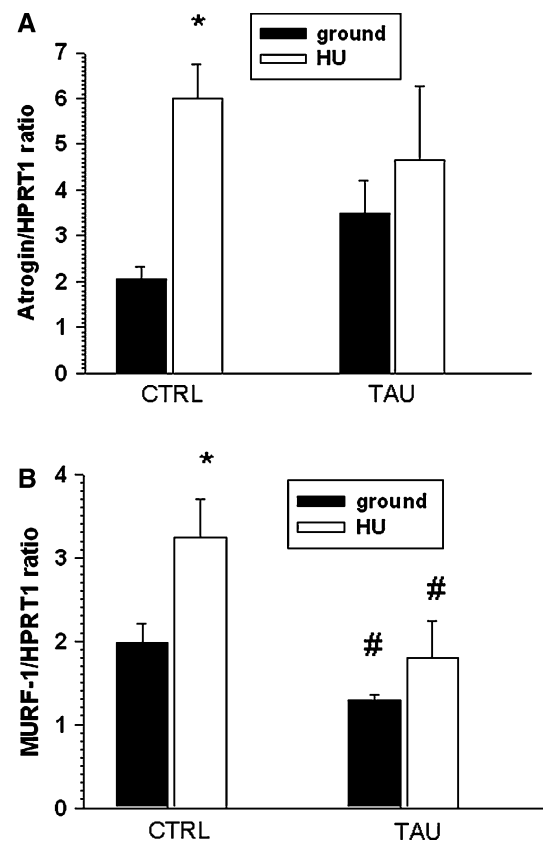 A
*
ground
HU
Atrogin/HPRT1 ratio
7
6
5
4
3
2
1
0
CTRL
TAU
B
*
ground
HU
#
#
MURF-1/HPRT1 ratio
4
3
2
1
0
CTRL
TAU